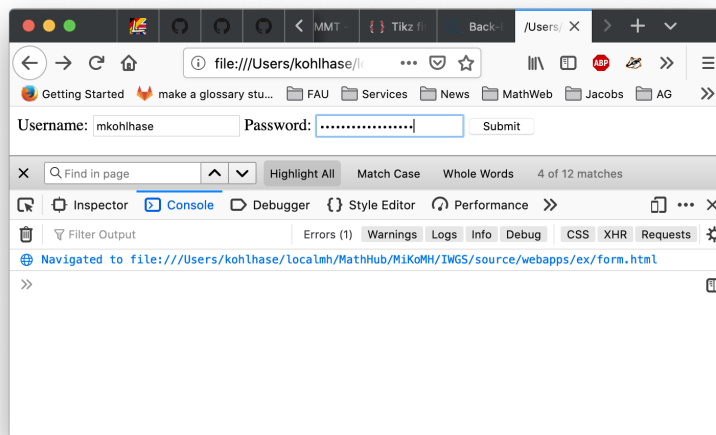 MMT - Tikz fi Back- /Users/
file:///Users/kohlhase/l
Getting Started make a glossary stu... FAU Services News MathWeb Jacobs AG
Username: mkohlhase Password: •••••••••••••••••• Submit
Find in page Highlight All Match Case Whole Words 4 of 12 matches
Inspector Console Debugger {} Style Editor Performance
Filter Output Errors (1) Warnings Logs Info Debug CSS XHR Requests
Navigated to file:///Users/kohlhase/localmh/MathHub/MiKoMH/IWGS/source/webapps/ex/form.html